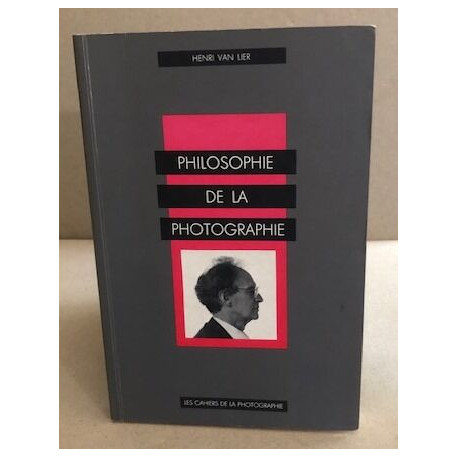 HENRI VAN LIER
PHILOSOPHIE
DE LA
PHOTOGRAPHIE
LES CAHIERS DE LA PHOTOGRAPHIE